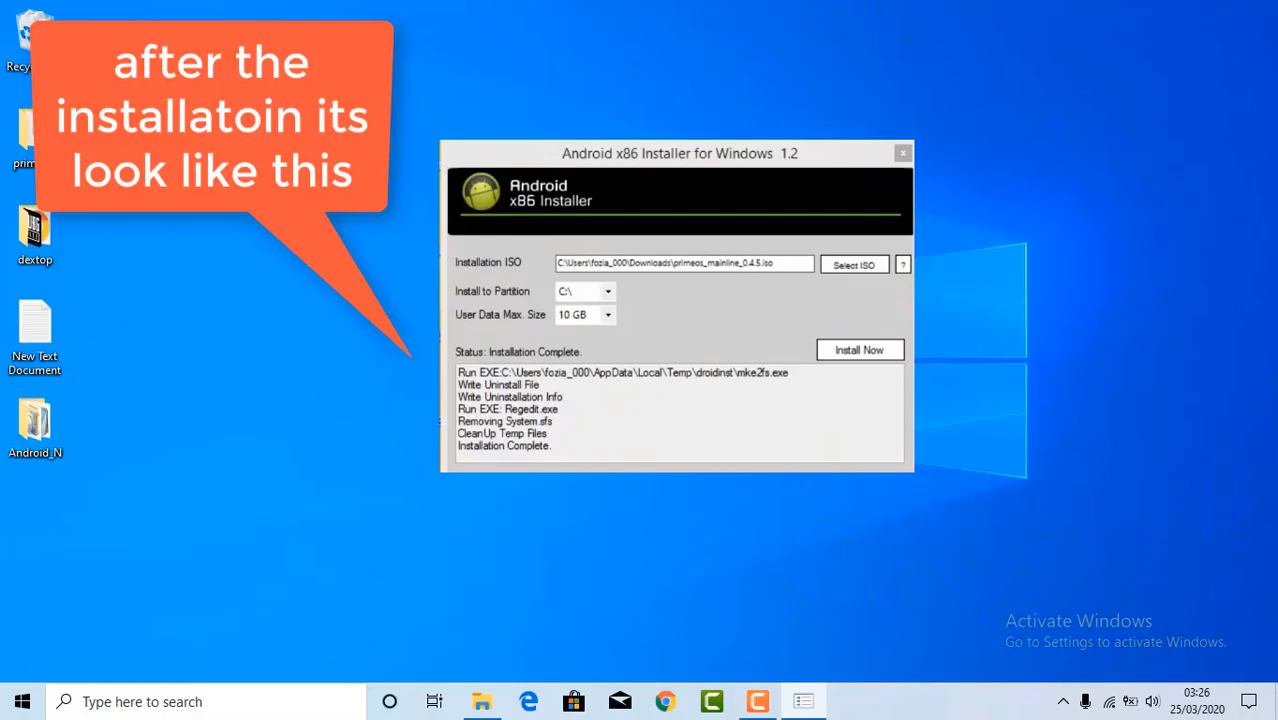 after the
installatoin its
look like this
Recy
prim
dextop
New Text
Document
Android_N
Android x86 Installer for Windows 1.2
Android
x86 Installer
Installation ISO
C:\Users\fozia_000\Downloads\primeos_mainline_0.4.5.iso
Select ISO
?
Install to Partition
C:\
User Data Max. Size
10 GB
Status: Installation Complete.
Install Now
Run EXE:C:\Users\fozia_000\AppData\Local\Temp\droidinst\mke2fs.exe
Write Uninstall File
Write Uninstallation Info
Run EXE: Regedit.exe
Removing System.sfs
CleanUp Temp Files
Installation Complete.
Activate Windows
Go to Settings to activate Windows.
Type here to search
03:26
25/03/2020